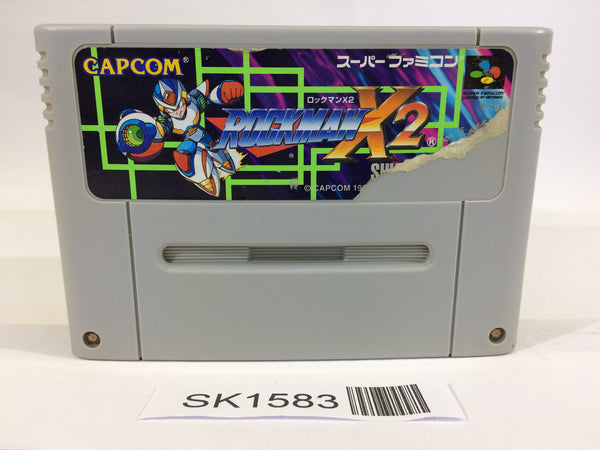 CAPCOM®
スーパーファミコン
SUPER FAMICOM
ロックマンX2
ROCKMAN X2®
©CAPCOM 19
SK1583